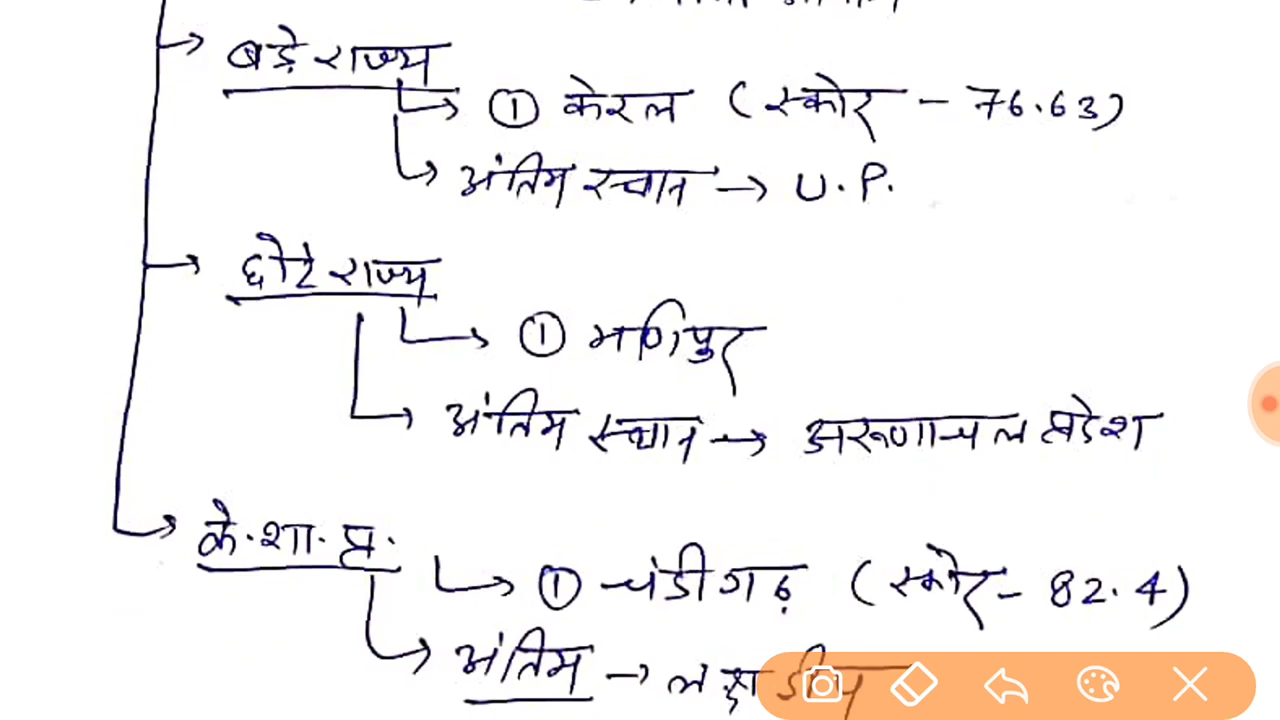 बड़े राज्य
① केरल (स्कोर - 76.63)
अंतिम स्थान → U.P.
छोटे राज्य
① मणिपुर
अंतिम स्थान → अरूणाचल प्रदेश
के.शा.प्र.
① चंडीगढ़ (स्कोर - 82.4)
अंतिम →